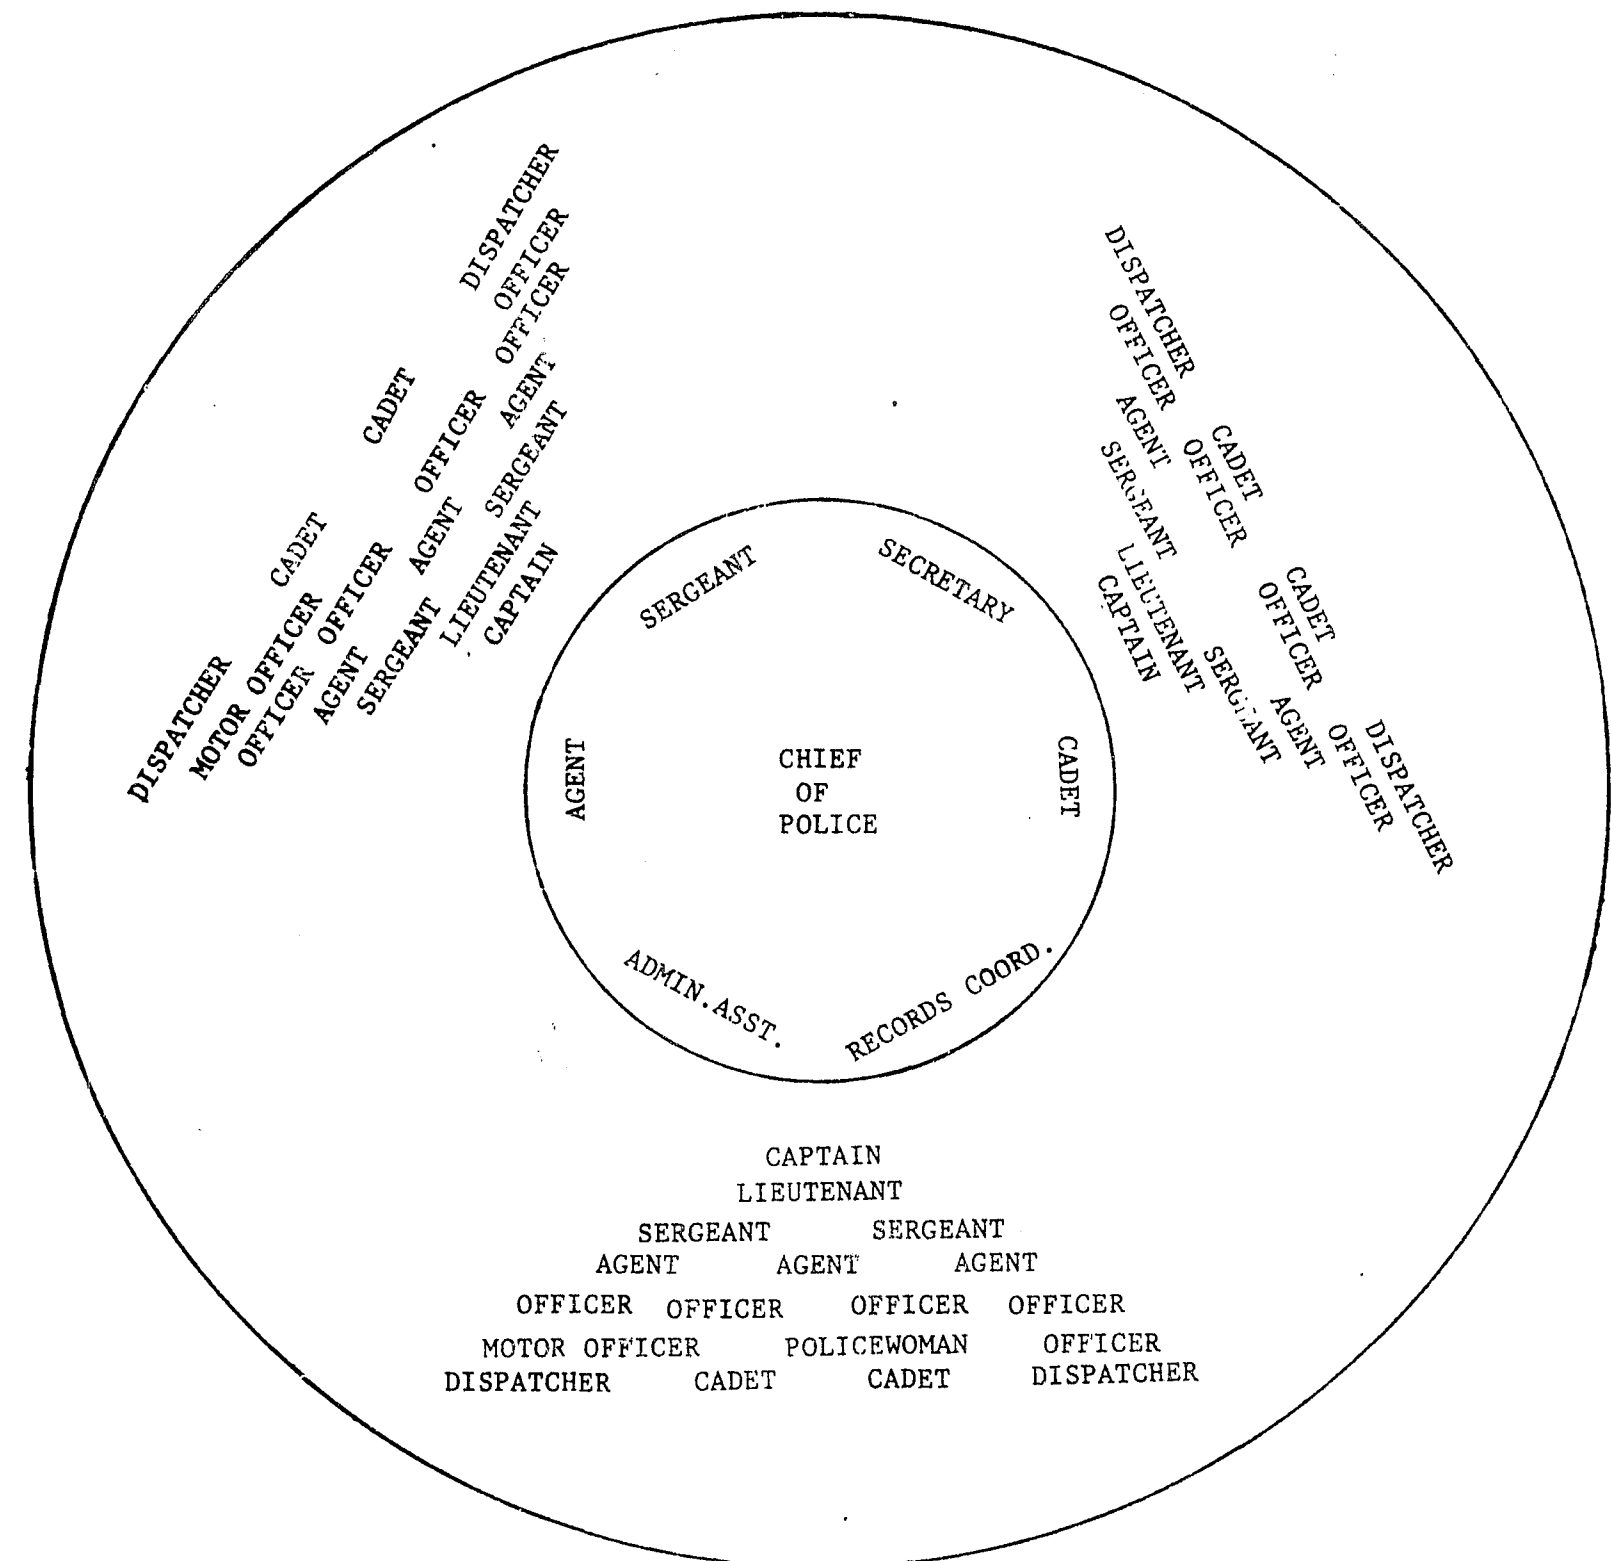 DISPATCHER
OFFICER
OFFICER
CADET
OFFICER
AGENT
CADET
OFFICER
AGENT
SERGEANT
DISPATCHER
MOTOR OFFICER
OFFICER
AGENT
SERGEANT
LIEUTENANT
CAPTAIN
DISPATCHER
OFFICER
AGENT
SERGEANT
CADET
OFFICER
LIEUTENANT
CAPTAIN
CADET
OFFICER
SERGEANT
AGENT
OFFICER
DISPATCHER
SERGEANT
SECRETARY
AGENT
CADET
CHIEF
OF
POLICE
ADMIN.ASST.
RECORDS COORD.
CAPTAIN
LIEUTENANT
SERGEANT SERGEANT
AGENT AGENT AGENT
OFFICER OFFICER OFFICER OFFICER
MOTOR OFFICER POLICEWOMAN OFFICER
DISPATCHER CADET CADET DISPATCHER